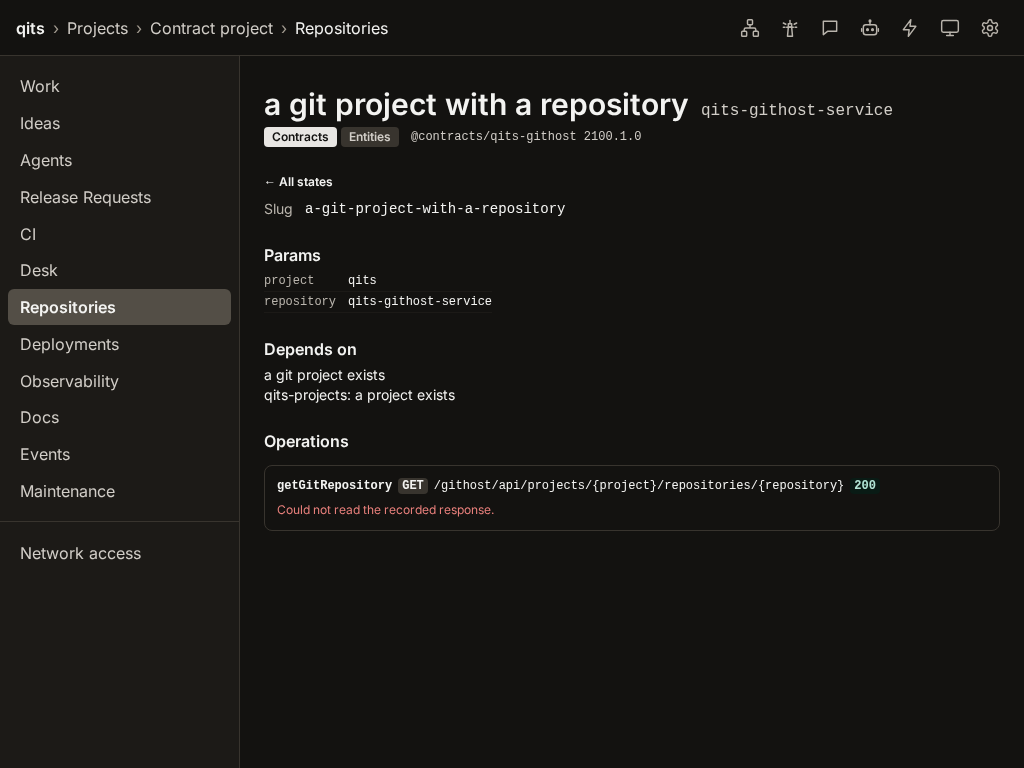 qits › Projects › Contract project › Repositories
Work
Ideas
Agents
Release Requests
CI
Desk
Repositories
Deployments
Observability
Docs
Events
Maintenance
Network access
a git project with a repository qits-githost-service
Contracts Entities @contracts/qits-githost 2100.1.0
← All states
Slug a-git-project-with-a-repository
Params
project qits
repository qits-githost-service
Depends on
a git project exists
qits-projects: a project exists
Operations
getGitRepository GET /githost/api/projects/{project}/repositories/{repository} 200
Could not read the recorded response.